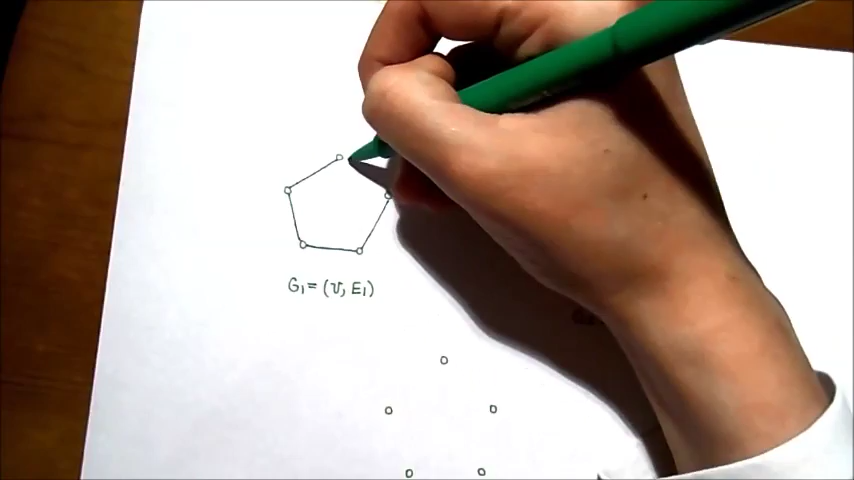 G₁ = (V, E₁)